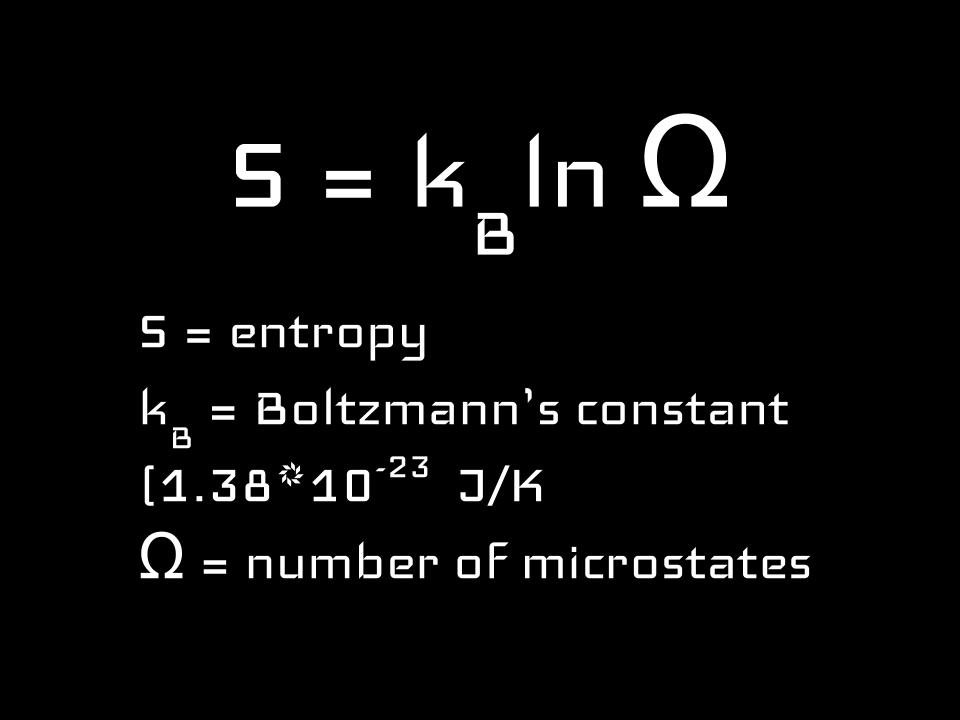 S = k_B ln Ω
S = entropy
k_B = Boltzmann's constant
(1.38*10^-23 J/K
Ω = number of microstates